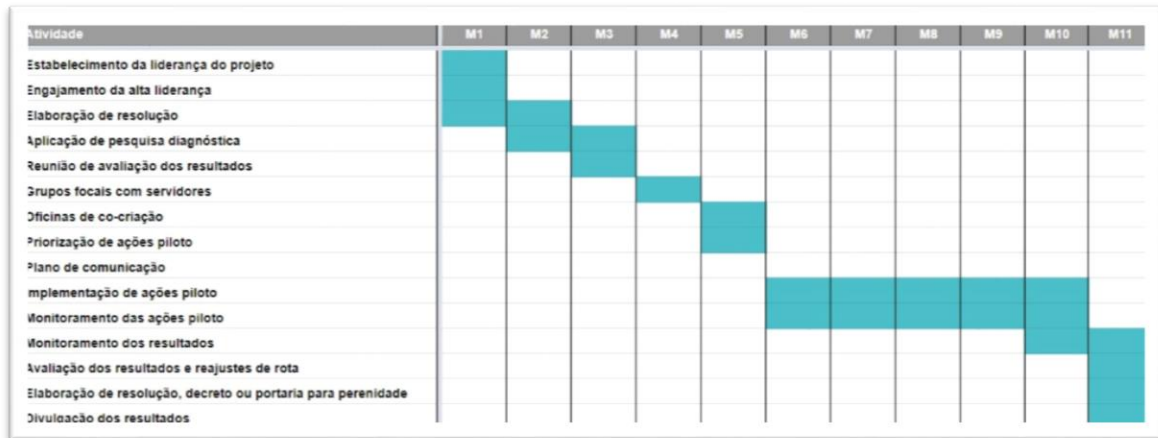 Atividade M1 M2 M3 M4 M5 M6 M7 M8 M9 M10 M11
Estabelecimento da liderança do projeto
Engajamento da alta liderança
Elaboração de resolução
Aplicação de pesquisa diagnóstica
Reunião de avaliação dos resultados
Grupos focais com servidores
Oficinas de co-criação
Priorização de ações piloto
Plano de comunicação
Implementação de ações piloto
Monitoramento das ações piloto
Monitoramento dos resultados
Avaliação dos resultados e reajustes de rota
Elaboração de resolução, decreto ou portaria para perenidade
Divulgação dos resultados